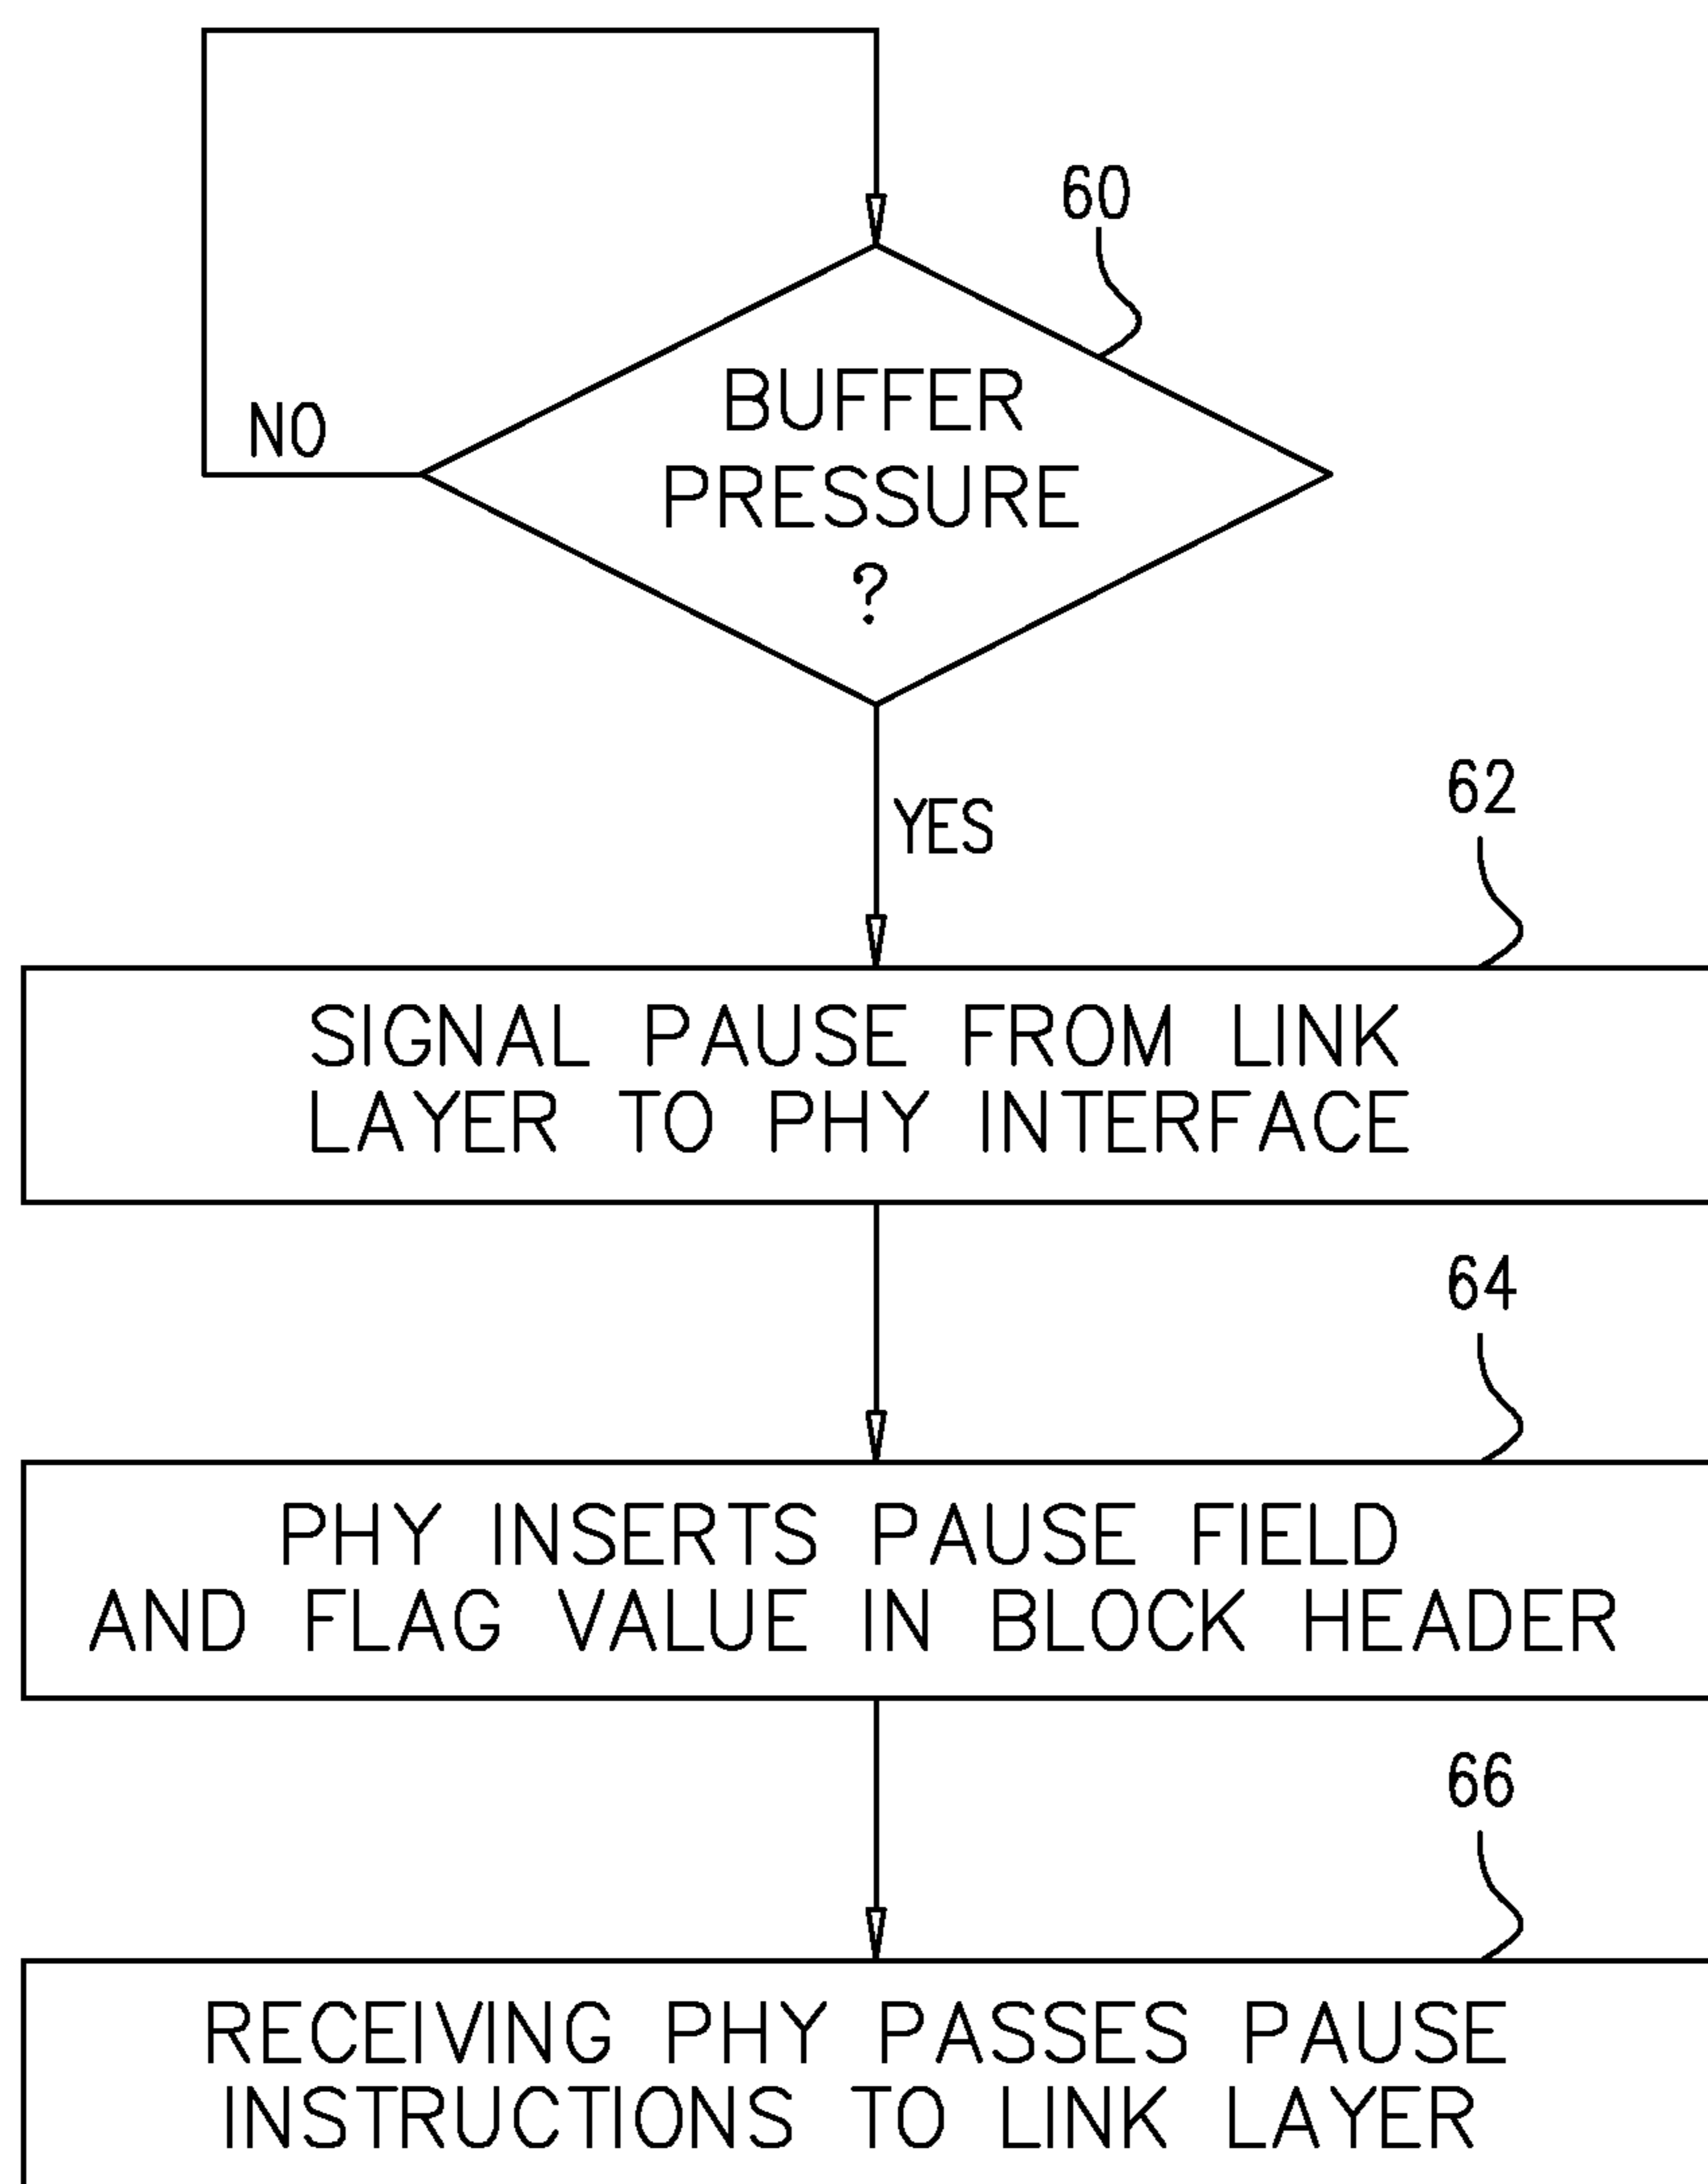 60
BUFFER
PRESSURE
?
NO
YES
62
SIGNAL PAUSE FROM LINK
LAYER TO PHY INTERFACE
64
PHY INSERTS PAUSE FIELD
AND FLAG VALUE IN BLOCK HEADER
66
RECEIVING PHY PASSES PAUSE
INSTRUCTIONS TO LINK LAYER